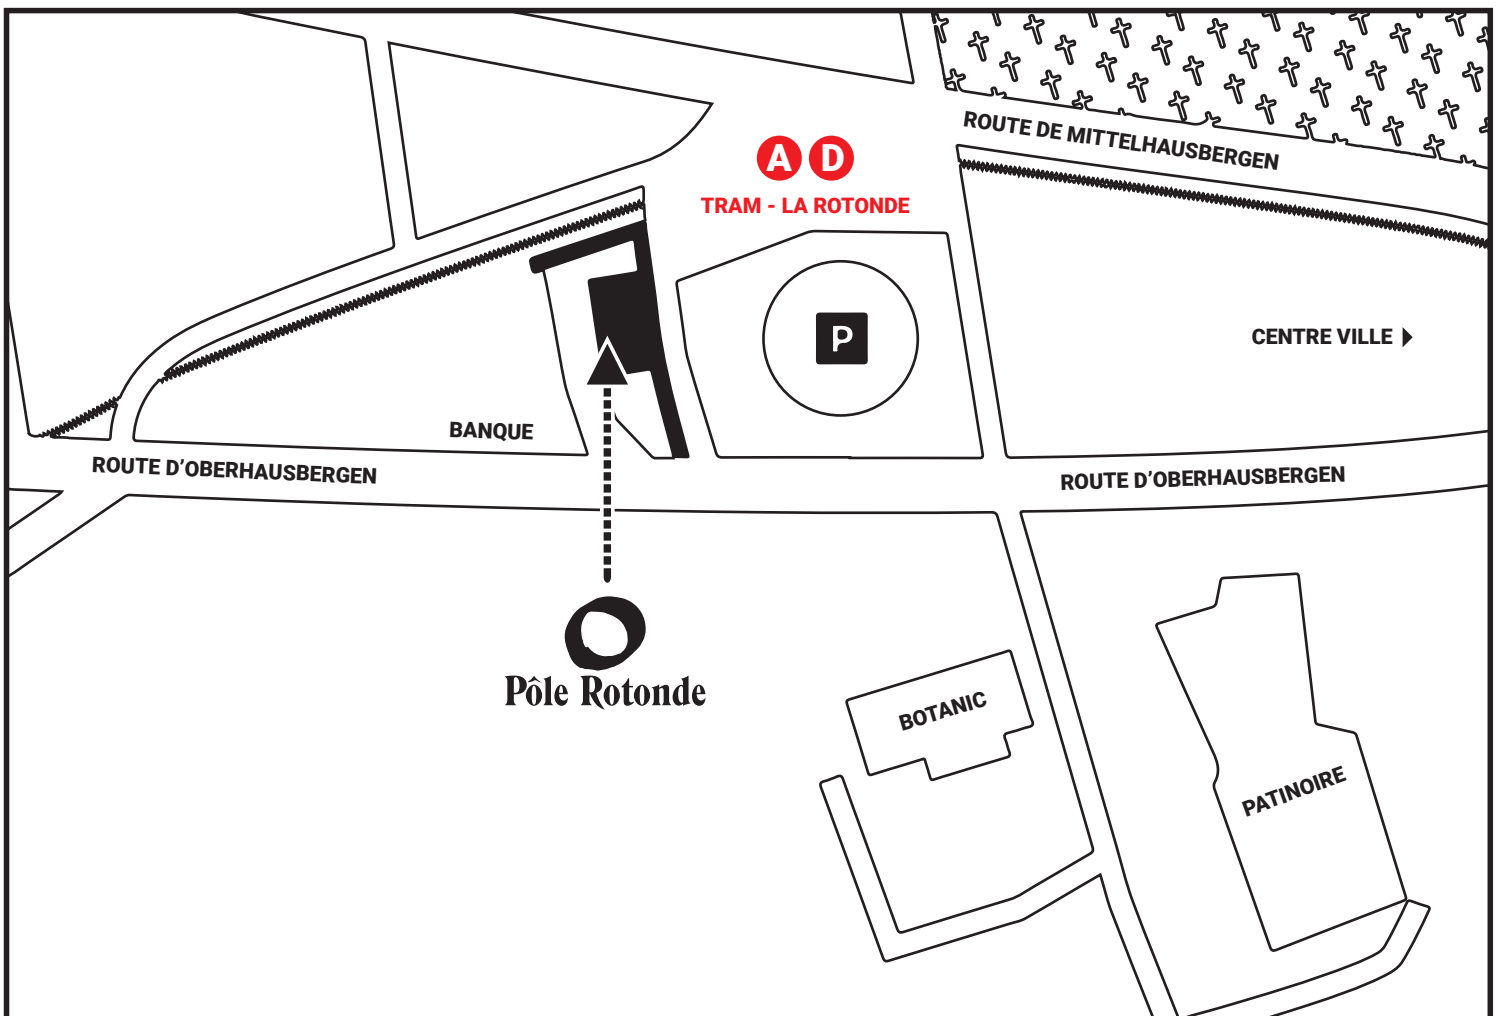 ROUTE DE MITTELHAUSBERGEN
A D
TRAM - LA ROTONDE
P
CENTRE VILLE
BANQUE
ROUTE D'OBERHAUSBERGEN
ROUTE D'OBERHAUSBERGEN
Pôle Rotonde
BOTANIC
PATINOIRE